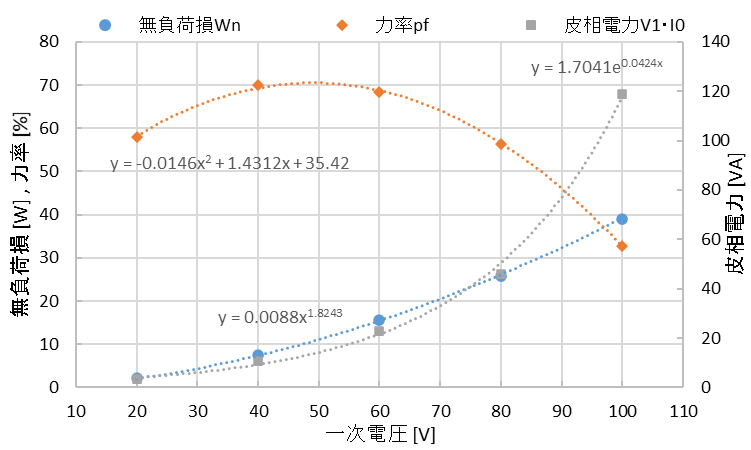 無負荷損Wn 力率pf 皮相電力V1・I0
80 140
70 120
60 100
50 80
40 60
30 40
20 20
10 0
0
無負荷損 [W] , 力率 [%]
皮相電力 [VA]
y = 1.7041e^0.0424x
y = -0.0146x² + 1.4312x + 35.42
y = 0.0088x^1.8243
10 20 30 40 50 60 70 80 90 100 110
一次電圧 [V]